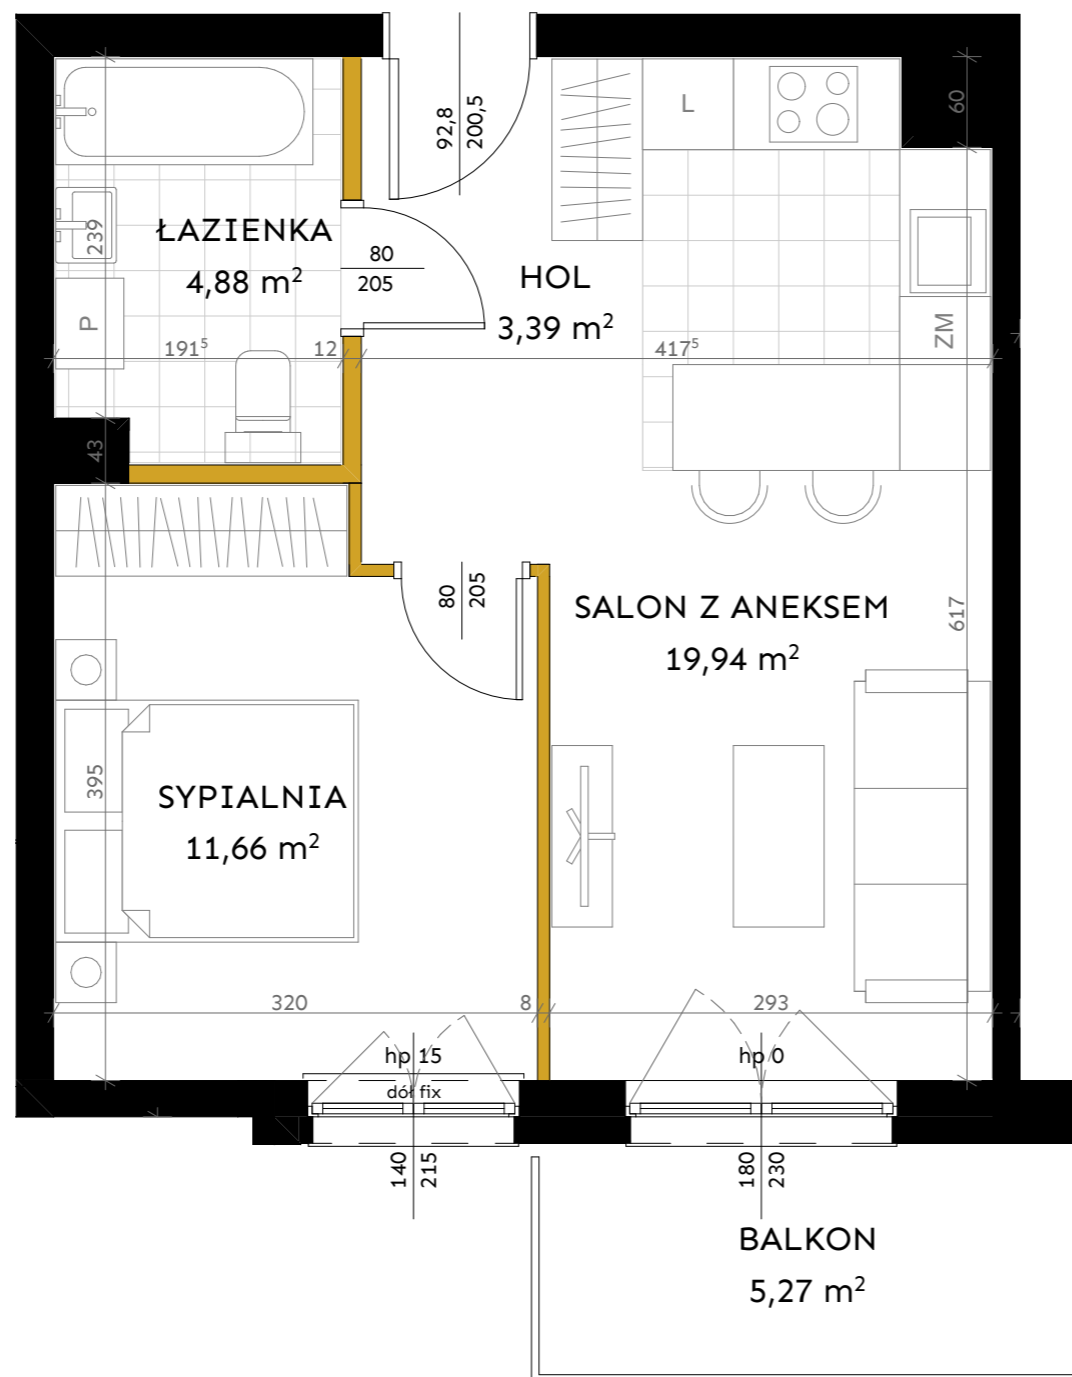 92,8
200,5
L
60
ŁAZIENKA
4,88 m²
239
80
205
HOL
3,39 m²
P
ZM
191⁵
12
417⁵
43
80
205
SALON Z ANEKSEM
19,94 m²
617
SYPIALNIA
11,66 m²
395
320
8
293
hp 15
dół fix
hp 0
140
215
180
230
BALKON
5,27 m²